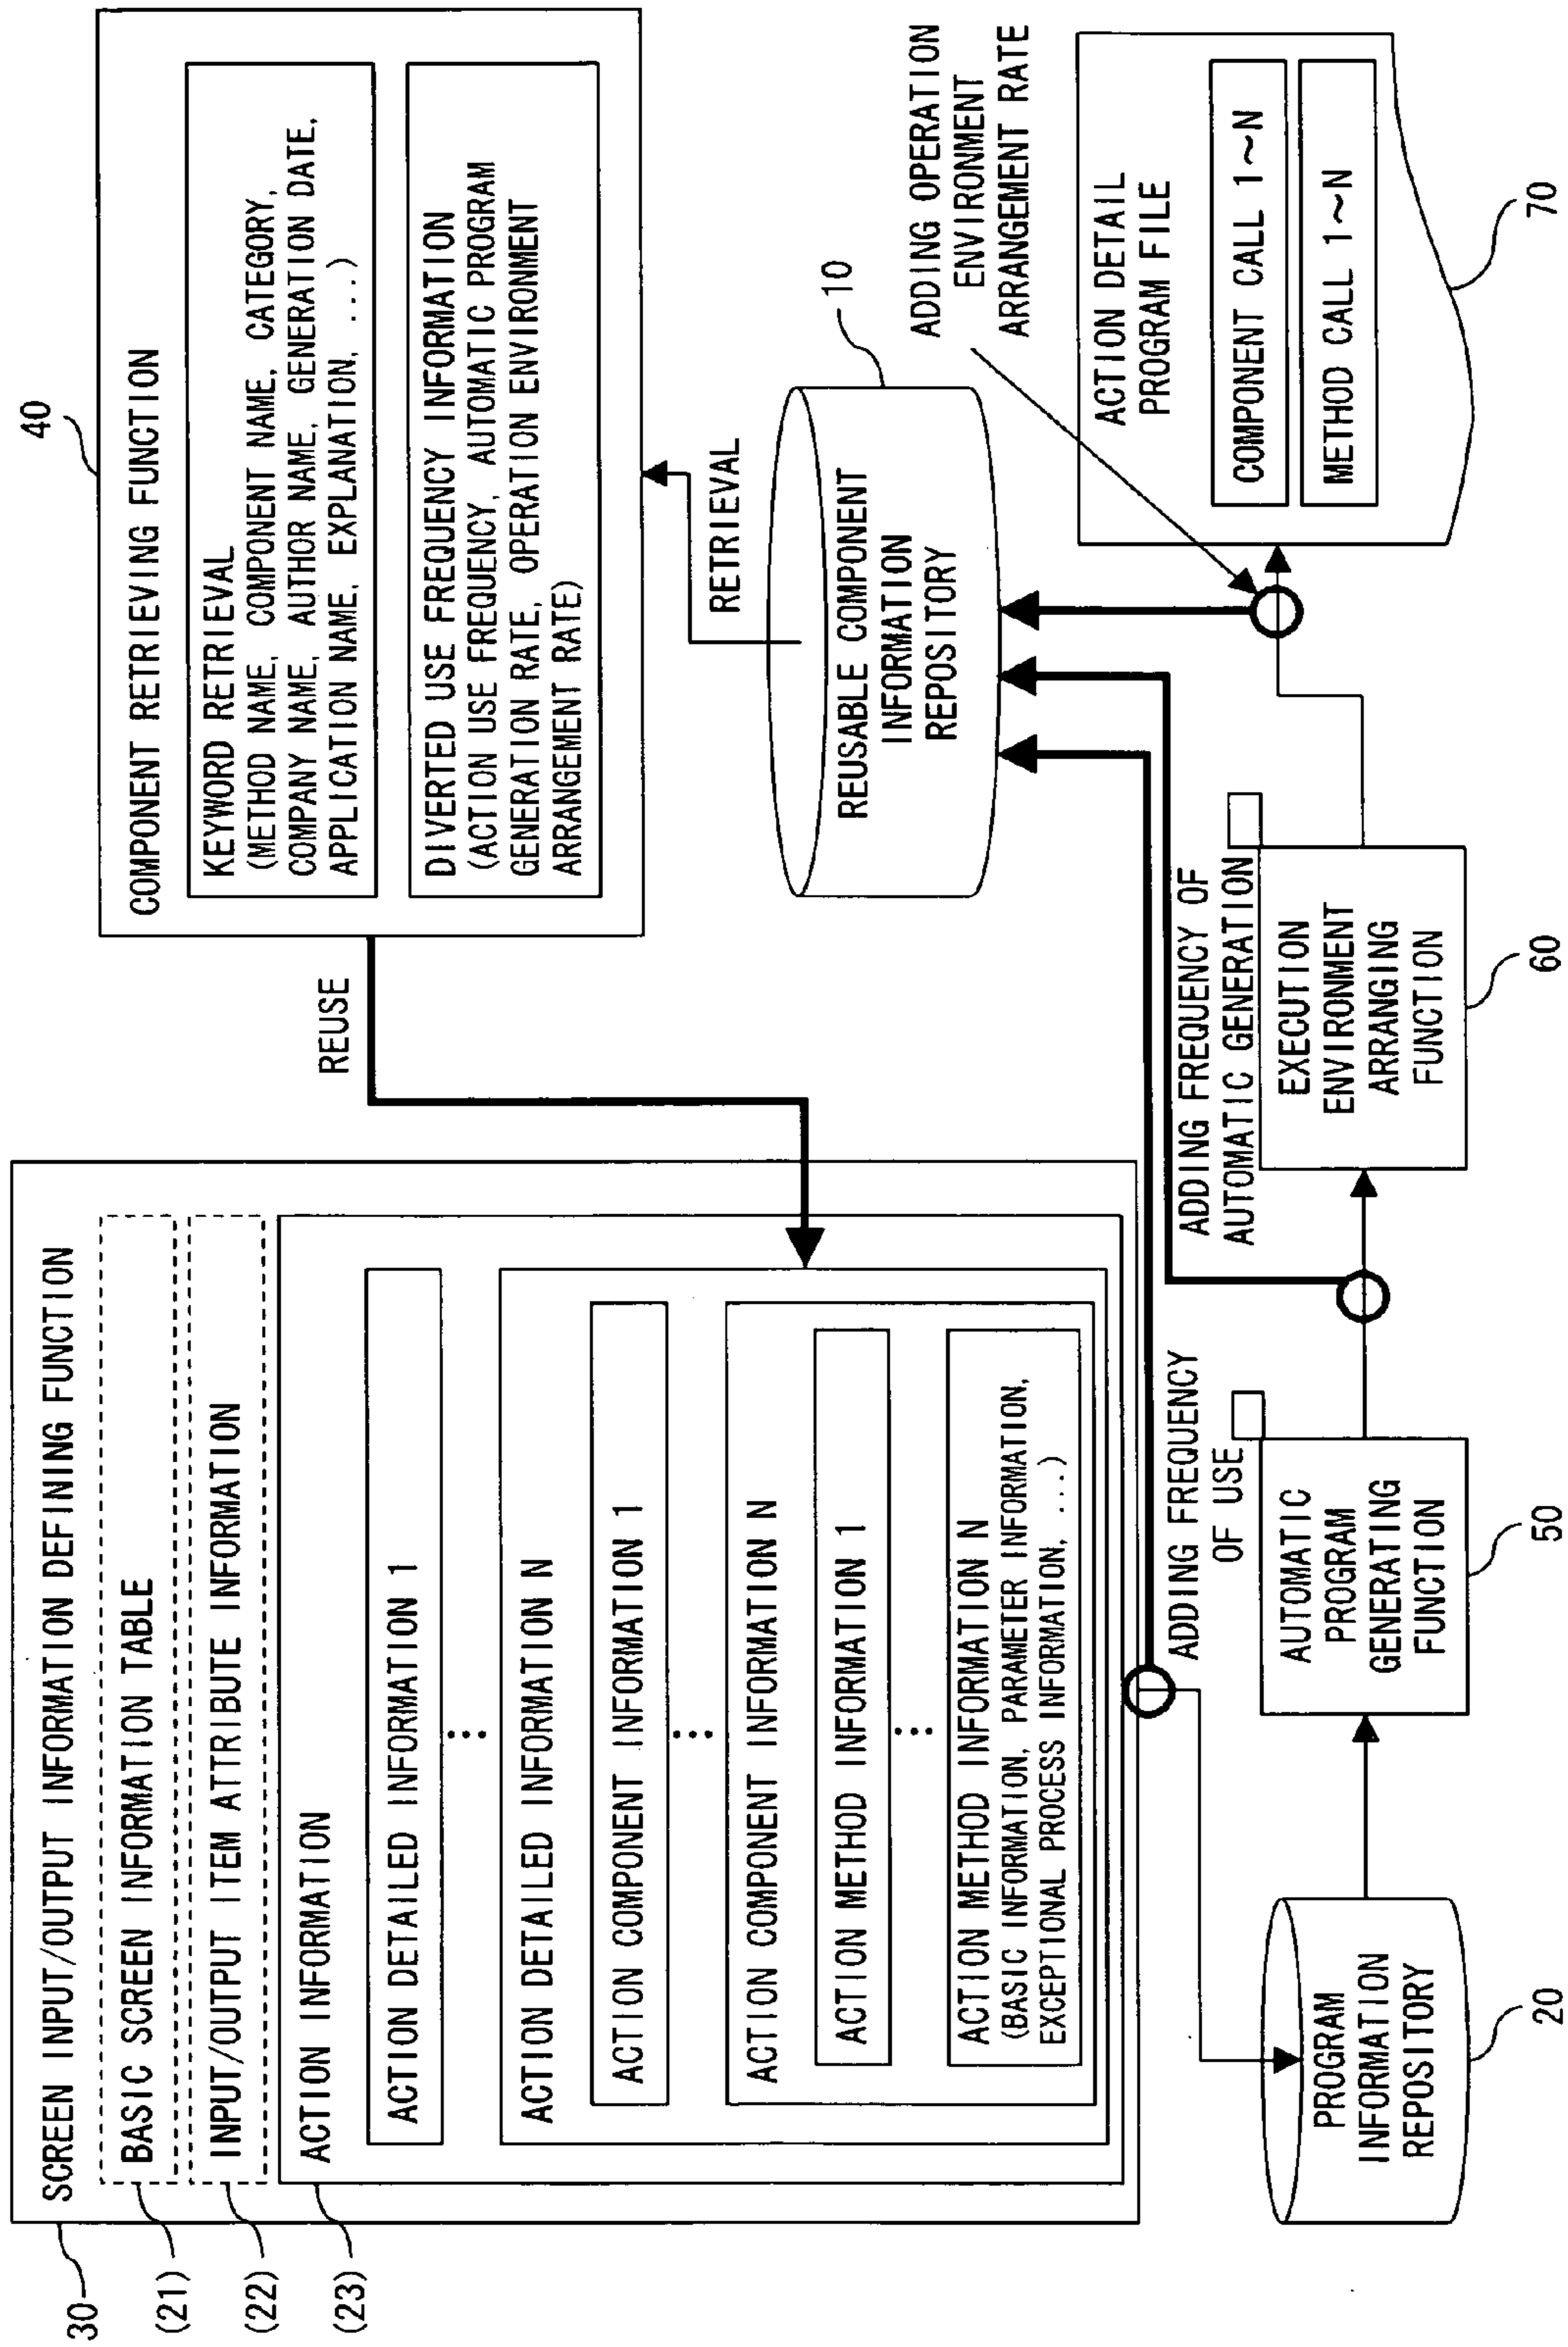 30
(21)
(22)
(23)
SCREEN INPUT/OUTPUT INFORMATION DEFINING FUNCTION
BASIC SCREEN INFORMATION TABLE
INPUT/OUTPUT ITEM ATTRIBUTE INFORMATION
ACTION INFORMATION
ACTION DETAILED INFORMATION 1
⋮
ACTION DETAILED INFORMATION N
ACTION COMPONENT INFORMATION 1
⋮
ACTION COMPONENT INFORMATION N
ACTION METHOD INFORMATION 1
⋮
ACTION METHOD INFORMATION N
(BASIC INFORMATION, PARAMETER INFORMATION,
EXCEPTIONAL PROCESS INFORMATION, ...)
REUSE
40
COMPONENT RETRIEVING FUNCTION
KEYWORD RETRIEVAL
(METHOD NAME, COMPONENT NAME, CATEGORY,
COMPANY NAME, AUTHOR NAME, GENERATION DATE,
APPLICATION NAME, EXPLANATION, ...)
DIVERTED USE FREQUENCY INFORMATION
(ACTION USE FREQUENCY, AUTOMATIC PROGRAM
GENERATION RATE, OPERATION ENVIRONMENT
ARRANGEMENT RATE)
RETRIEVAL
10
REUSABLE COMPONENT
INFORMATION
REPOSITORY
ADDING OPERATION
ENVIRONMENT
ARRANGEMENT RATE
ADDING FREQUENCY
OF USE
ADDING FREQUENCY OF
AUTOMATIC GENERATION
PROGRAM
INFORMATION
REPOSITORY
20
AUTOMATIC
PROGRAM
GENERATING
FUNCTION
50
EXECUTION
ENVIRONMENT
ARRANGING
FUNCTION
60
ACTION DETAIL
PROGRAM FILE
COMPONENT CALL 1~N
METHOD CALL 1~N
70